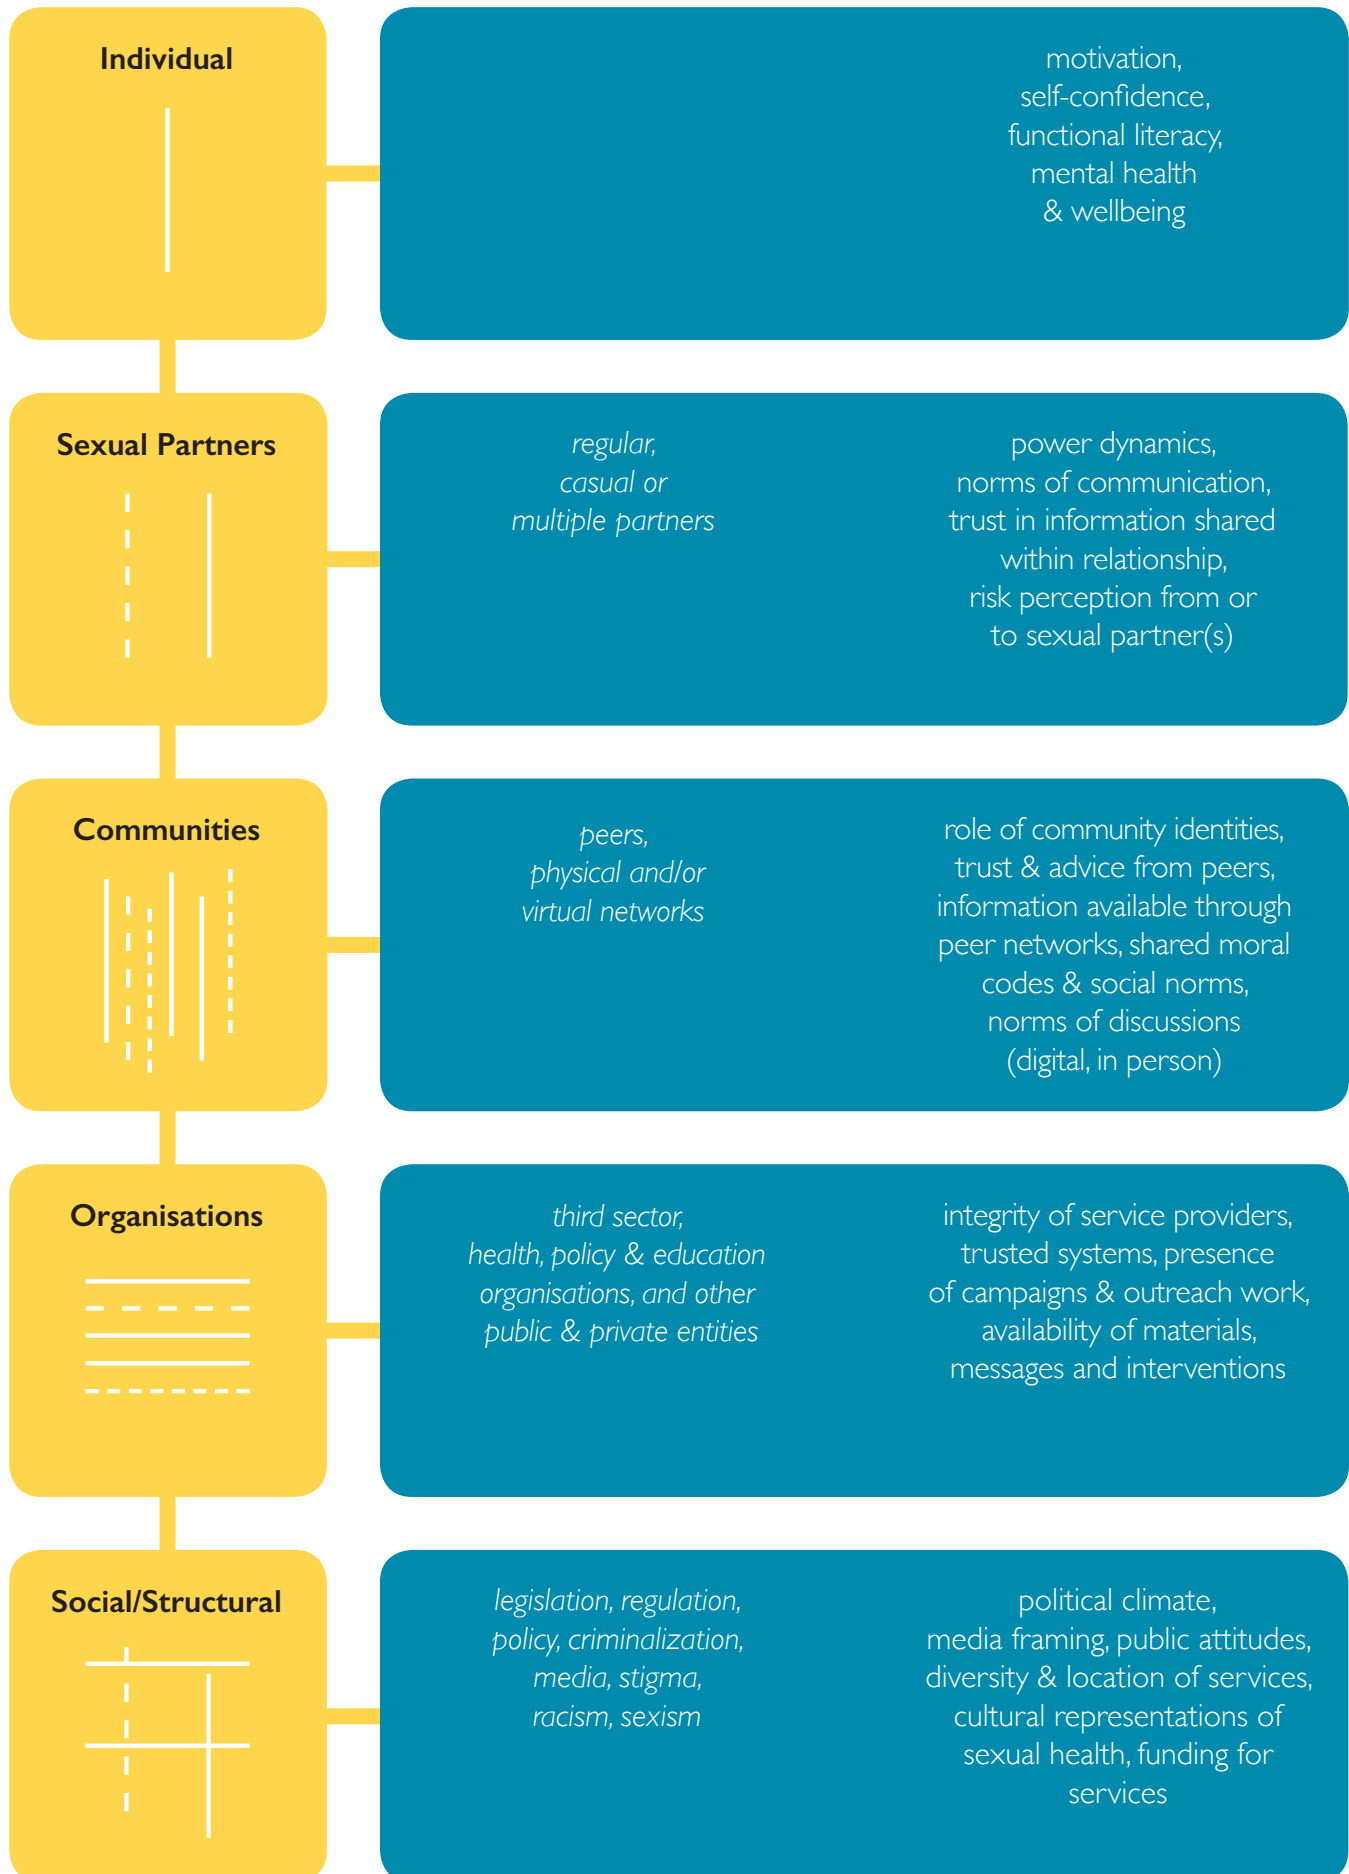 Individual
motivation,
self-confidence,
functional literacy,
mental health
& wellbeing
Sexual Partners
regular,
casual or
multiple partners
power dynamics,
norms of communication,
trust in information shared
within relationship,
risk perception from or
to sexual partner(s)
Communities
peers,
physical and/or
virtual networks
role of community identities,
trust & advice from peers,
information available through
peer networks, shared moral
codes & social norms,
norms of discussions
(digital, in person)
Organisations
third sector,
health, policy & education
organisations, and other
public & private entities
integrity of service providers,
trusted systems, presence
of campaigns & outreach work,
availability of materials,
messages and interventions
Social/Structural
legislation, regulation,
policy, criminalization,
media, stigma,
racism, sexism
political climate,
media framing, public attitudes,
diversity & location of services,
cultural representations of
sexual health, funding for
services